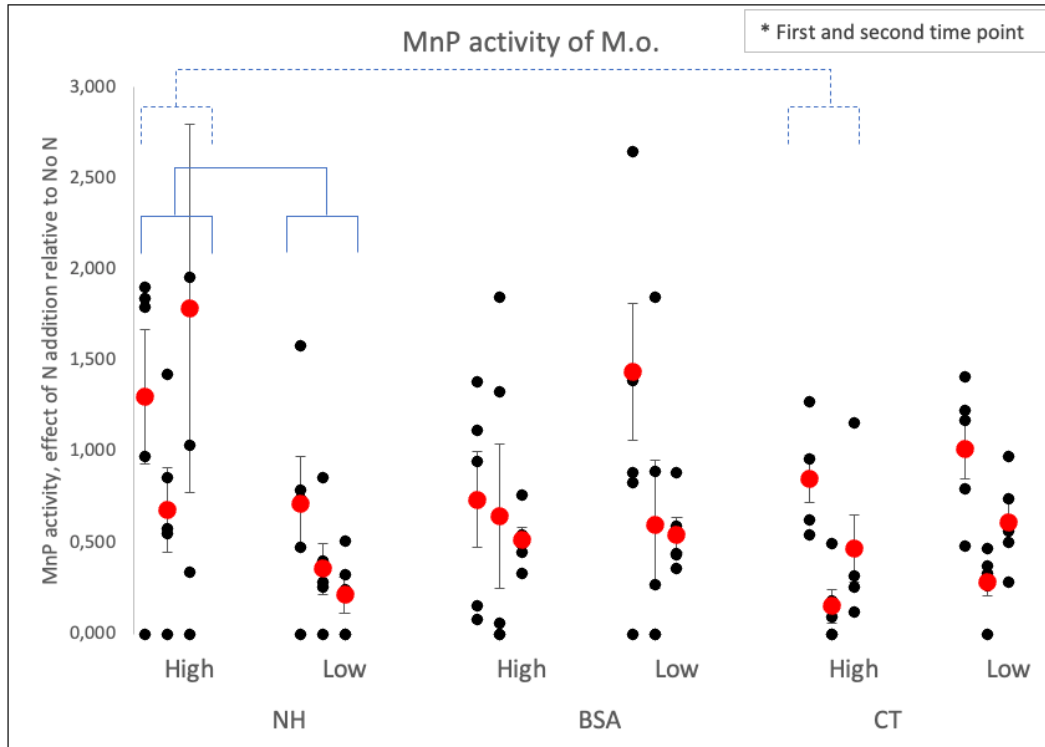 * First and second time point
MnP activity of M.o.
MnP activity, effect of N addition relative to No N
3,000
2,500
2,000
1,500
1,000
0,500
0,000
High Low High Low High Low
NH BSA CT